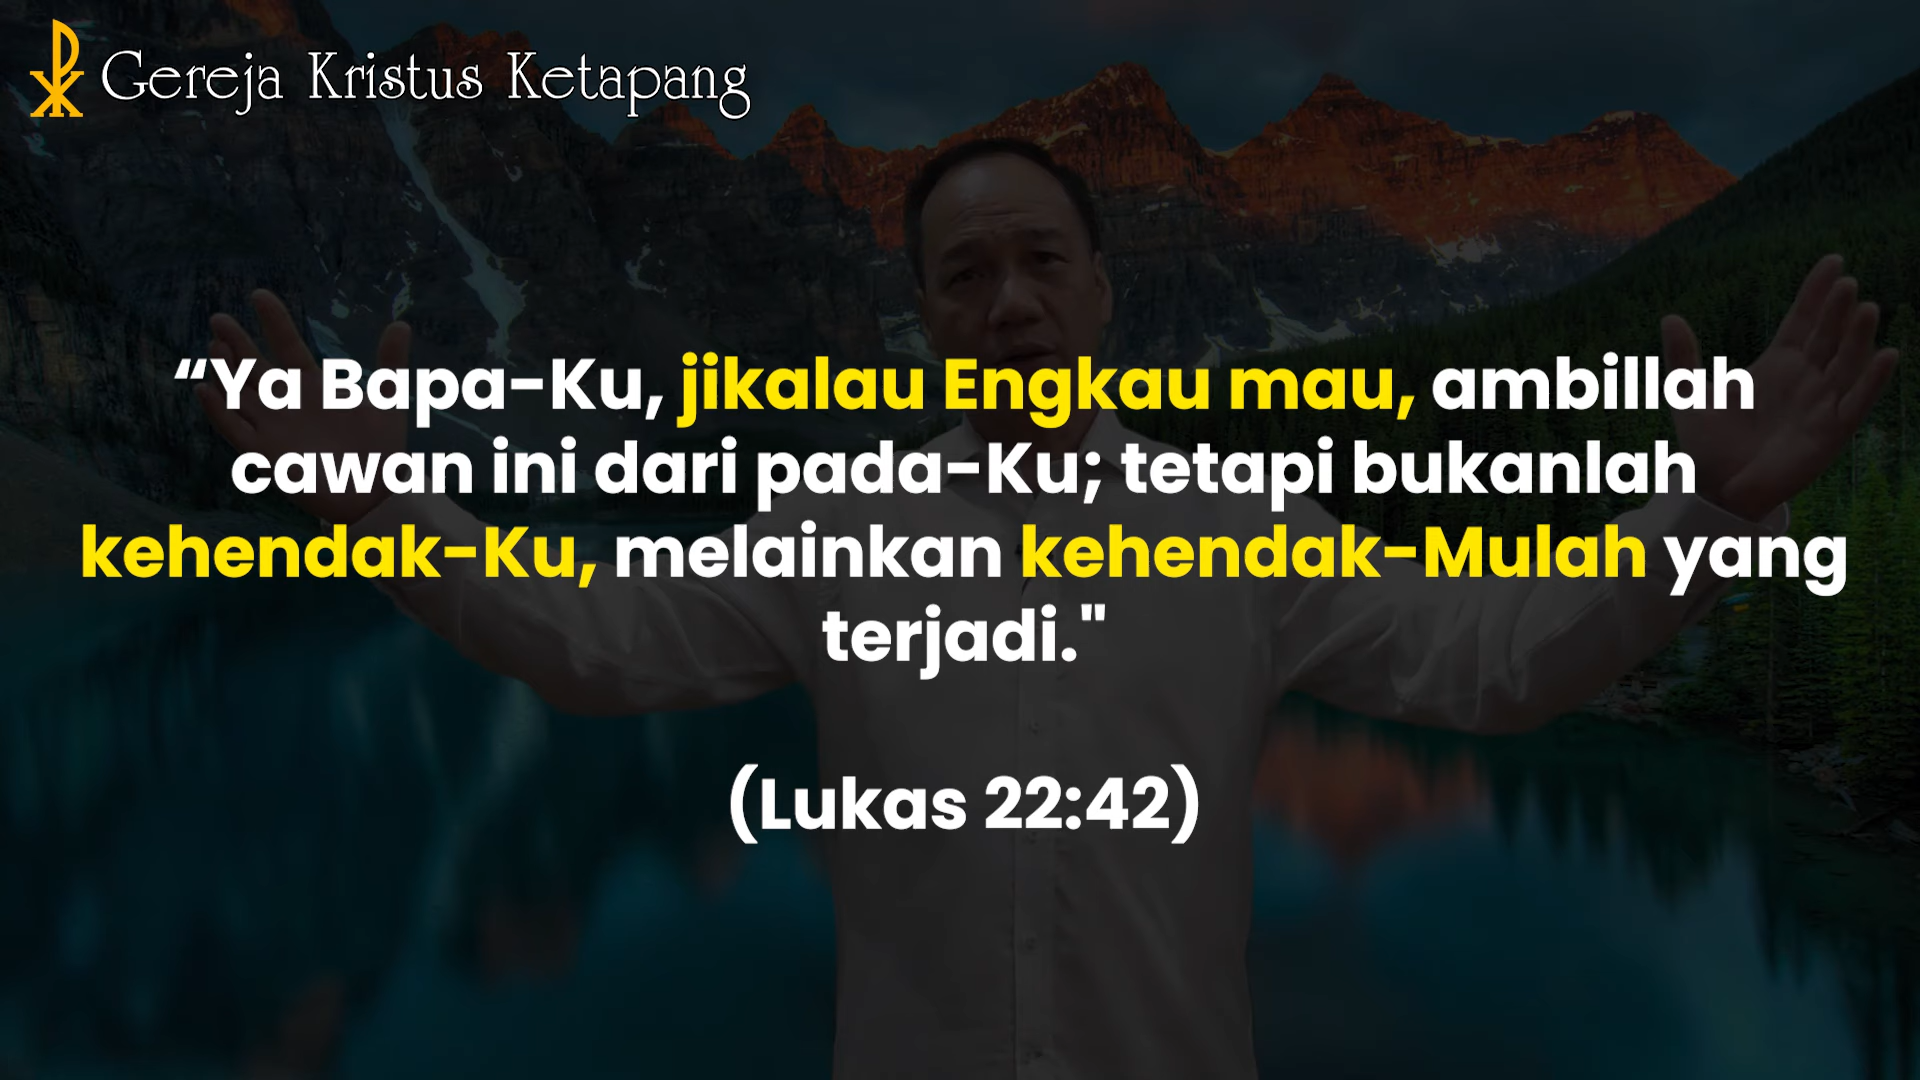 Gereja Kristus Ketapang
“Ya Bapa-Ku, jikalau Engkau mau, ambillah
cawan ini dari pada-Ku; tetapi bukanlah
kehendak-Ku, melainkan kehendak-Mulah yang
terjadi."
(Lukas 22:42)